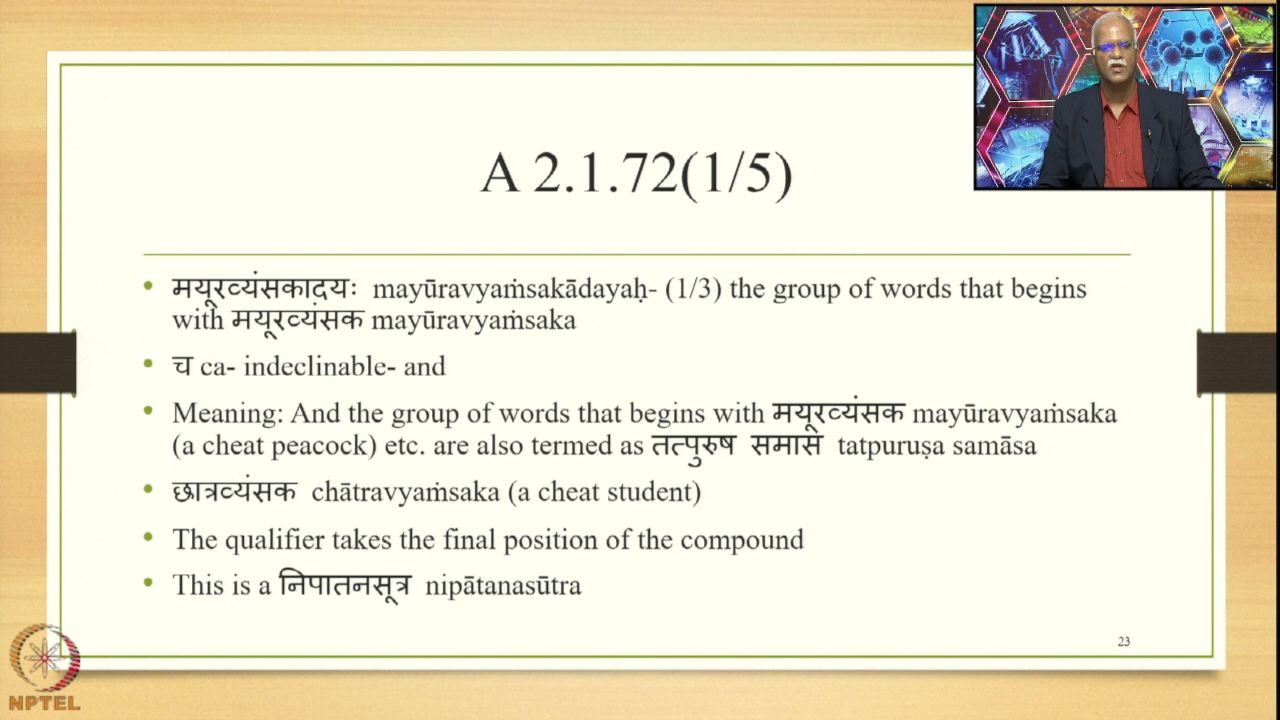 A 2.1.72(1/5)
• मयूरव्यंसकादयः mayūravyaṁsakādayaḥ- (1/3) the group of words that begins
with मयूरव्यंसक mayūravyaṁsaka
• च ca- indeclinable- and
• Meaning: And the group of words that begins with मयूरव्यंसक mayūravyaṁsaka
(a cheat peacock) etc. are also termed as तत्पुरुष समास tatpuruṣa samāsa
• छात्रव्यंसक chātravyaṁsaka (a cheat student)
• The qualifier takes the final position of the compound
• This is a निपातनसूत्र nipātanasūtra
23
NPTEL